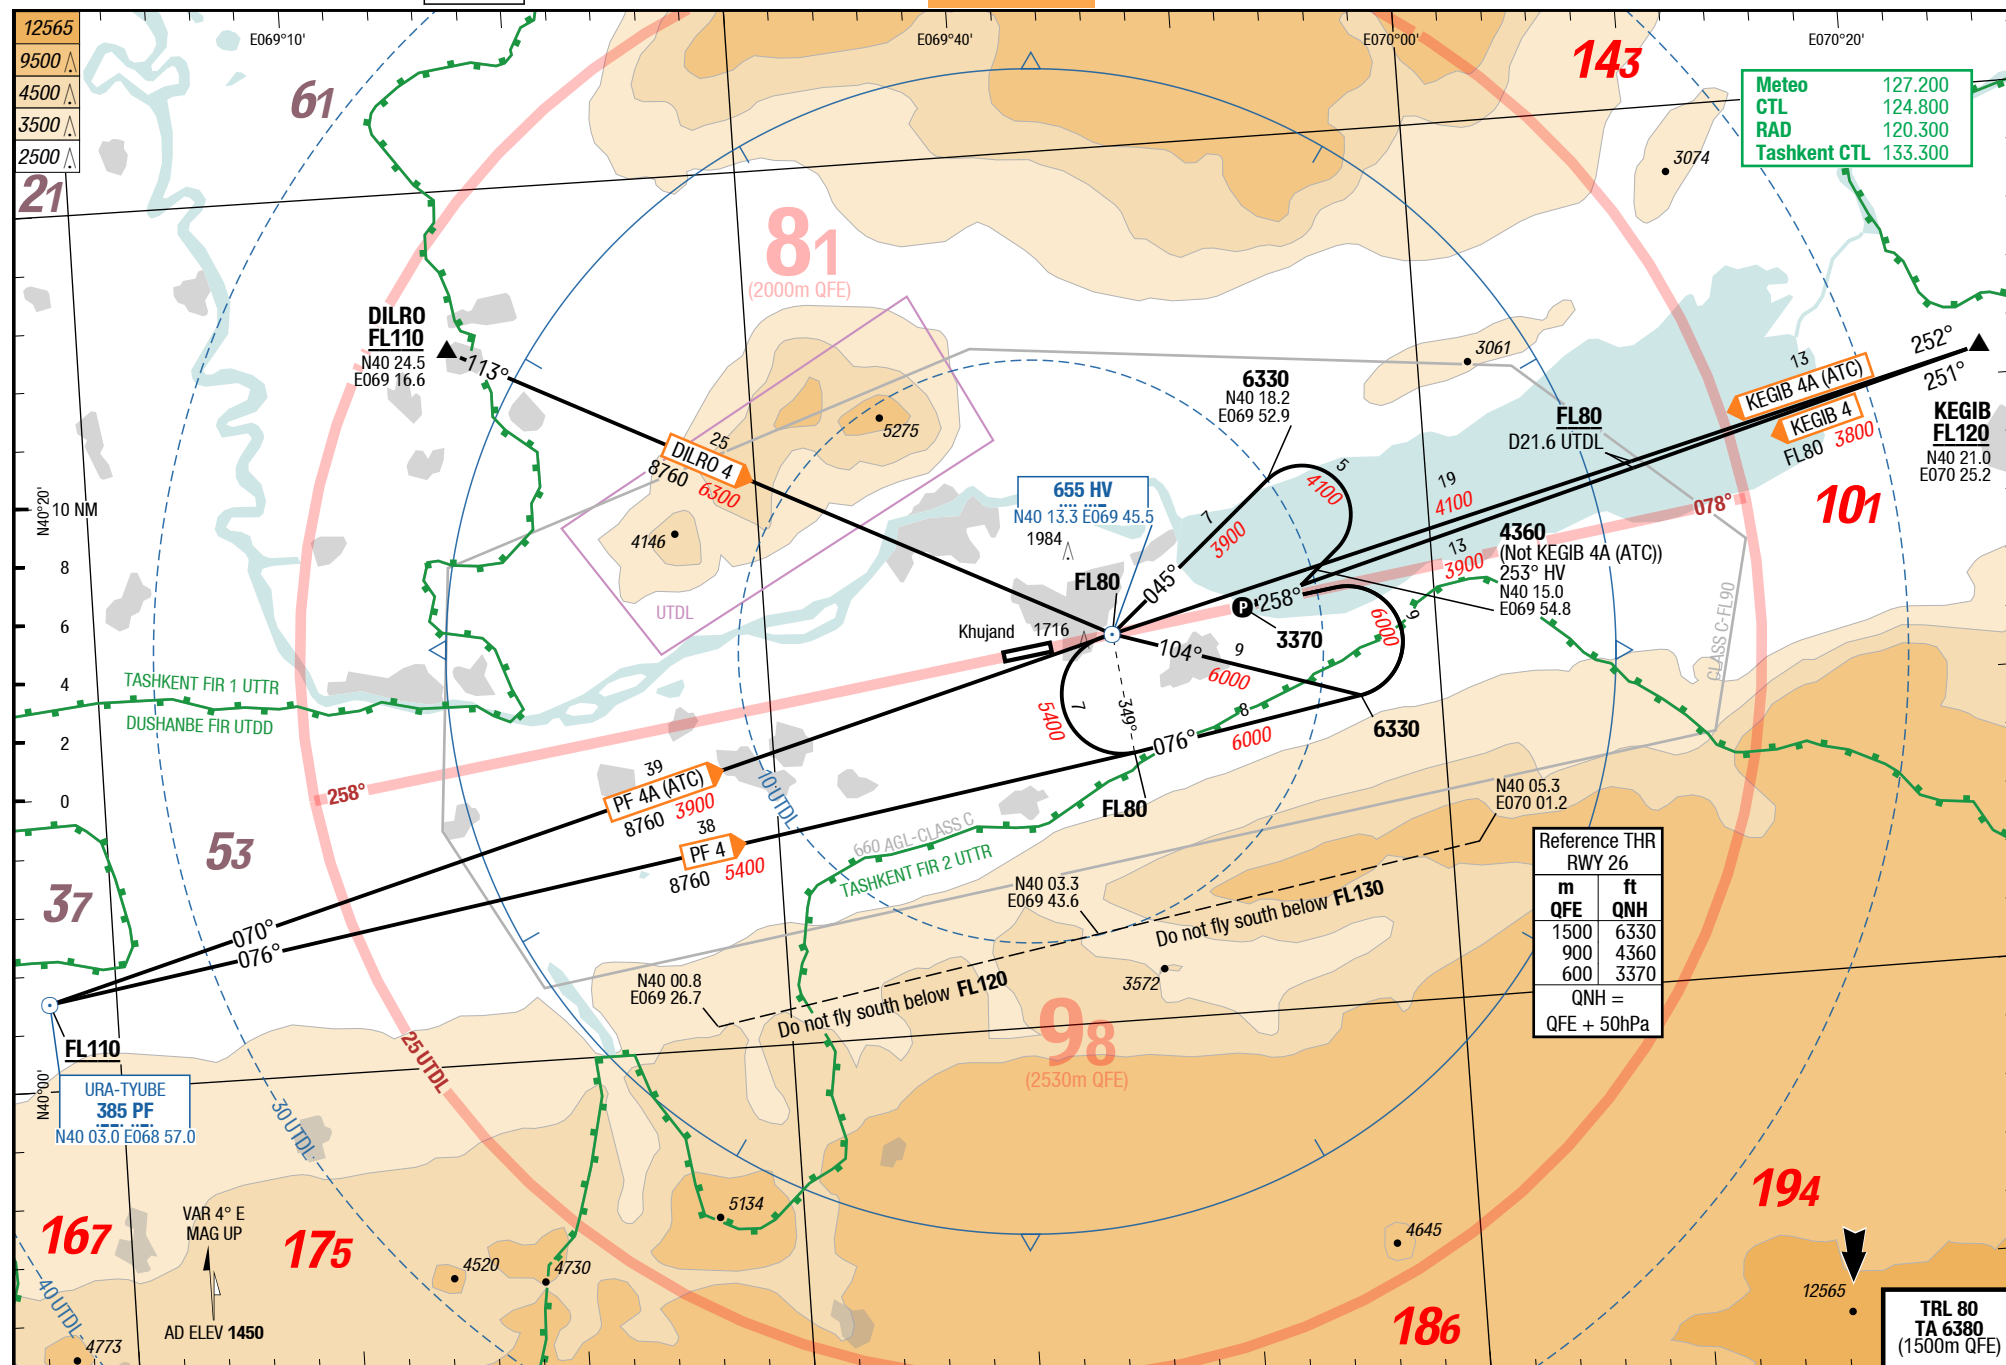 12565
9500
4500
3500
2500
E069°10'
E069°40'
E070°00'
E070°20'
61
143
21
Meteo 127.200
CTL 124.800
RAD 120.300
Tashkent CTL 133.300
3074
81
(2000m QFE)
DILRO
FL110
N40 24.5
E069 16.6
113°
25
DILRO 4
8760
6300
5275
4146
UTDL
3061
6330
N40 18.2
E069 52.9
FL80
D21.6 UTDL
13
KEGIB 4A (ATC)
KEGIB 4
FL80
3800
252°
251°
KEGIB
FL120
N40 21.0
E070 25.2
101
078°
19
4100
13
3900
5
4100
7
3900
045°
655 HV
N40 13.3 E069 45.5
1984
FL80
Khujand
1716
P
258°
3370
4360
(Not KEGIB 4A (ATC))
253° HV
N40 15.0
E069 54.8
9
6000
104°
9
6000
8
6000
076°
6330
7
5400
349°
FL80
CLASS C-FL90
N40°20'
10 NM
8
6
4
2
0
TASHKENT FIR 1 UTTR
DUSHANBE FIR UTDD
258°
39
PF 4A (ATC)
8760
3900
38
PF 4
8760
5400
10 UTDL
660 AGL-CLASS C
TASHKENT FIR 2 UTTR
53
37
070°
076°
N40 05.3
E070 01.2
N40 03.3
E069 43.6
Do not fly south below FL130
N40 00.8
E069 26.7
Do not fly south below FL120
3572
98
(2530m QFE)
Reference THR
RWY 26
m ft
QFE QNH
1500 6330
900 4360
600 3370
QNH =
QFE + 50hPa
FL110
N40°00'
URA-TYUBE
385 PF
N40 03.0 E068 57.0
25 UTDL
30 UTDL
40 UTDL
167
VAR 4° E
MAG UP
AD ELEV 1450
175
4773
4520
4730
5134
4645
186
194
12565
TRL 80
TA 6380
(1500m QFE)